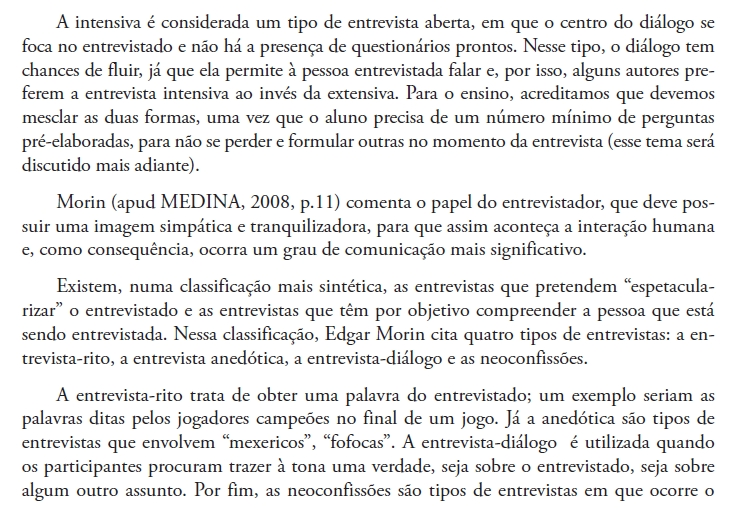 A intensiva é considerada um tipo de entrevista aberta, em que o centro do diálogo se
foca no entrevistado e não há a presença de questionários prontos. Nesse tipo, o diálogo tem
chances de fluir, já que ela permite à pessoa entrevistada falar e, por isso, alguns autores pre-
ferem a entrevista intensiva ao invés da extensiva. Para o ensino, acreditamos que devemos
mesclar as duas formas, uma vez que o aluno precisa de um número mínimo de perguntas
pré-elaboradas, para não se perder e formular outras no momento da entrevista (esse tema será
discutido mais adiante).
Morin (apud MEDINA, 2008, p.11) comenta o papel do entrevistador, que deve pos-
suir uma imagem simpática e tranquilizadora, para que assim aconteça a interação humana
e, como consequência, ocorra um grau de comunicação mais significativo.
Existem, numa classificação mais sintética, as entrevistas que pretendem “espetacula-
rizar” o entrevistado e as entrevistas que têm por objetivo compreender a pessoa que está
sendo entrevistada. Nessa classificação, Edgar Morin cita quatro tipos de entrevistas: a en-
trevista-rito, a entrevista anedótica, a entrevista-diálogo e as neoconfissões.
A entrevista-rito trata de obter uma palavra do entrevistado; um exemplo seriam as
palavras ditas pelos jogadores campeões no final de um jogo. Já a anedótica são tipos de
entrevistas que envolvem “mexericos”, “fofocas”. A entrevista-diálogo é utilizada quando
os participantes procuram trazer à tona uma verdade, seja sobre o entrevistado, seja sobre
algum outro assunto. Por fim, as neoconfissões são tipos de entrevistas em que ocorre o